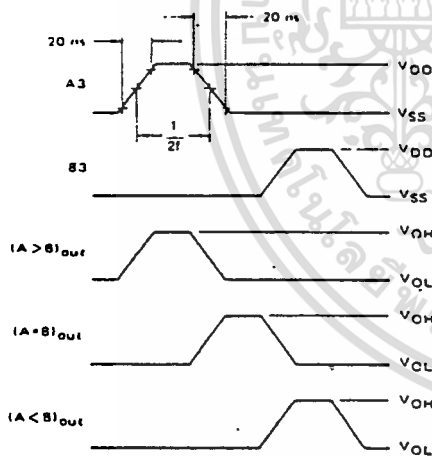 20 ns
20 ns
A3
VDD
VSS
1
2f
B3
VDD
VSS
(A>B)out
VOH
VOL
(A=B)out
VOH
VOL
(A<B)out
VOH
VOL